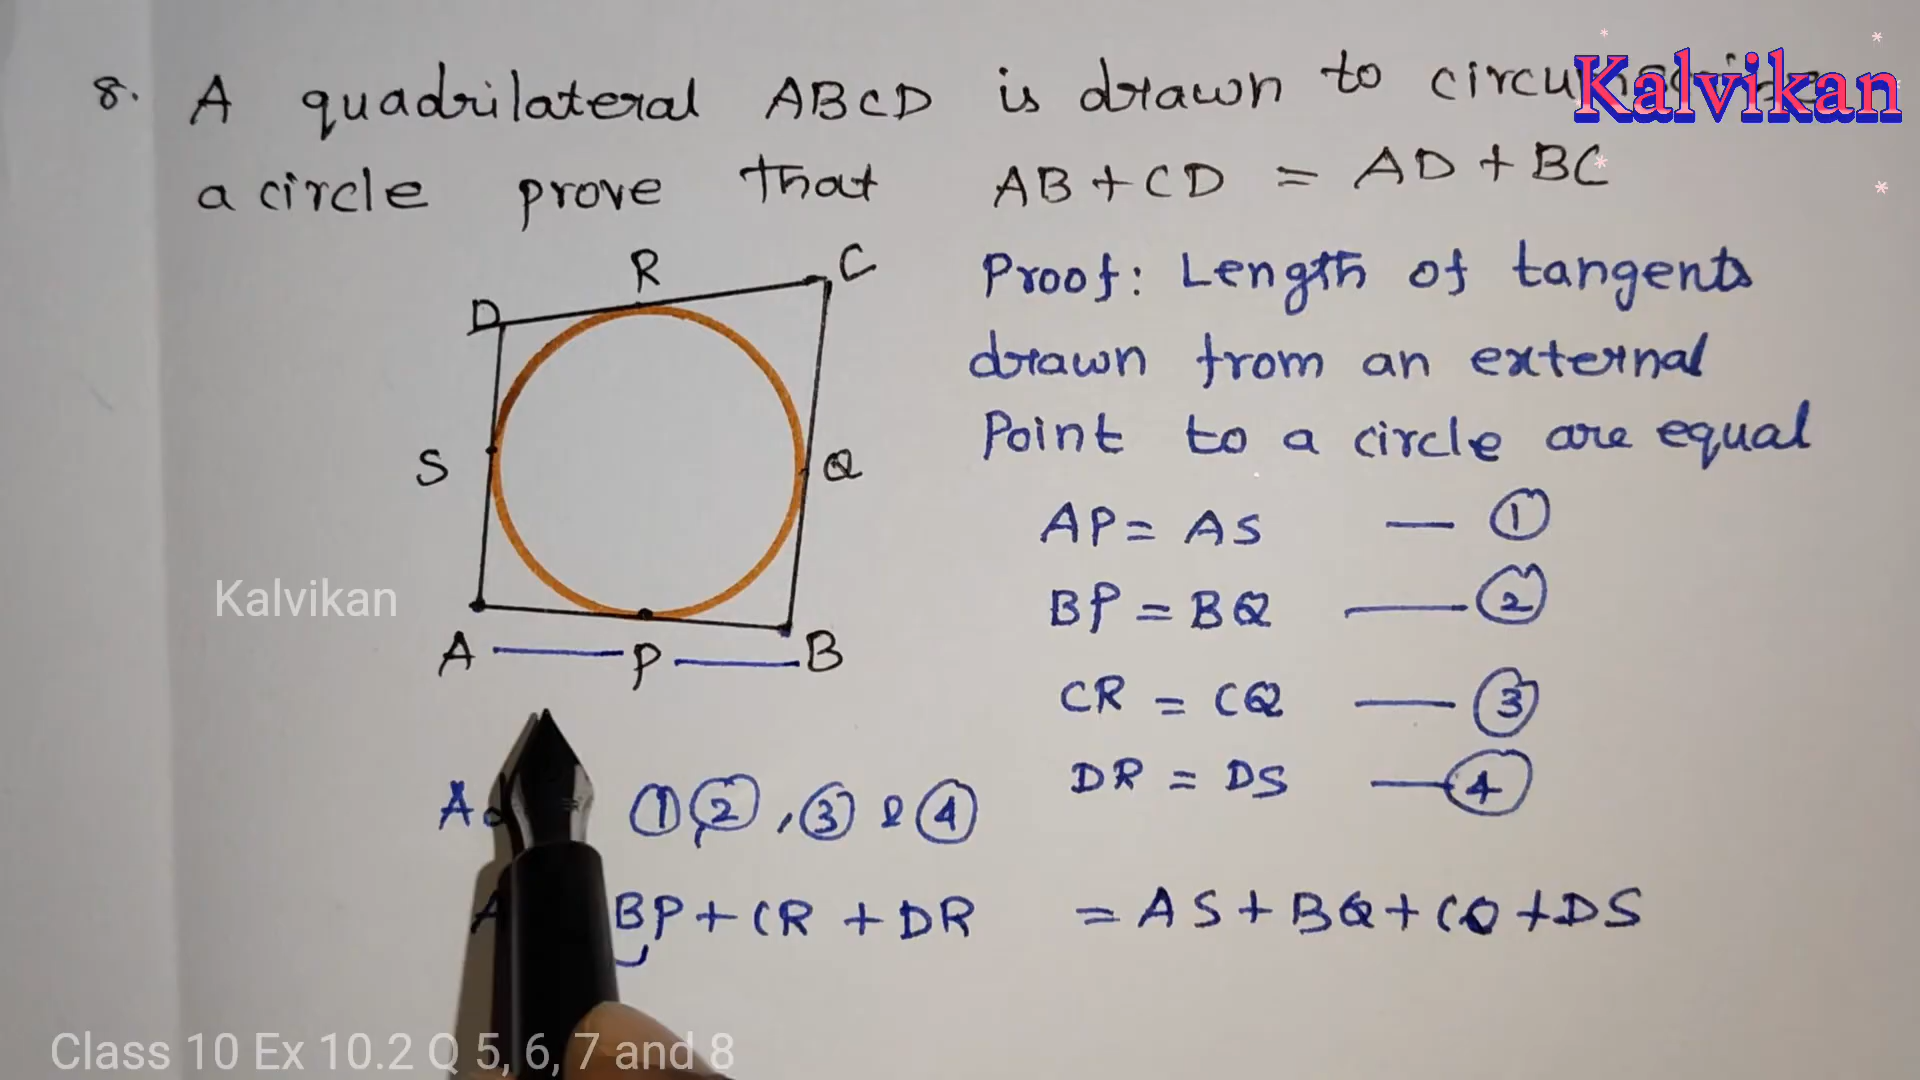 8. A quadrilateral ABCD is drawn to
Kalvikan
a circle prove that AB + CD = AD + BC
R
C
D
Proof: Length of tangents
drawn from an external
Point to a circle are equal
S
Q
AP = AS — 1
Kalvikan
BP = BQ — 2
A — P — B
CR = CQ — 3
DR = DS — 4
1, 2, 3 & 4
BP + CR + DR = AS + BQ + CQ + DS
Class 10 Ex 10.2 Q 5, 6, 7 and 8